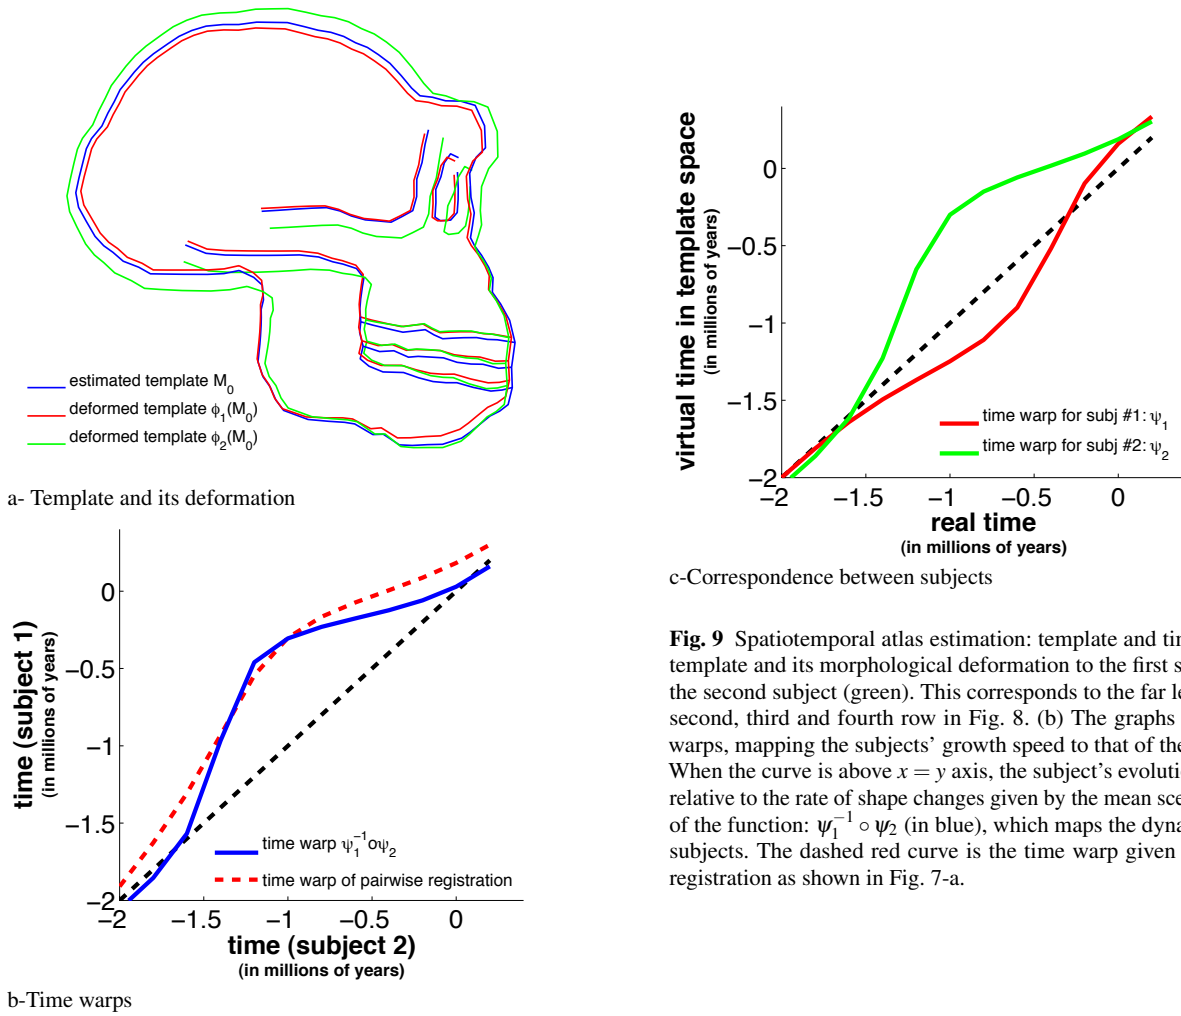 estimated template M0
deformed template ϕ1(M0)
deformed template ϕ2(M0)
a- Template and its deformation
time (subject 1)
(in millions of years)
0
−0.5
−1
−1.5
−2
−2
−1.5
−1
−0.5
0
time warp ψ1-1oψ2
time warp of pairwise registration
time (subject 2)
(in millions of years)
b-Time warps
virtual time in template space
(in millions of years)
0
−0.5
−1
−1.5
−2
−2
−1.5
−1
−0.5
0
time warp for subj #1: ψ1
time warp for subj #2: ψ2
real time
(in millions of years)
c-Correspondence between subjects
Fig. 9 Spatiotemporal atlas estimation: template and
template and its morphological deformation to the first
the second subject (green). This corresponds to the far
second, third and fourth row in Fig. 8. (b) The graphs
warps, mapping the subjects' growth speed to that of the
When the curve is above x = y axis, the subject's
relative to the rate of shape changes given by the mean
of the function: ψ1−1 ∘ ψ2 (in blue), which maps the
subjects. The dashed red curve is the time warp given
registration as shown in Fig. 7-a.